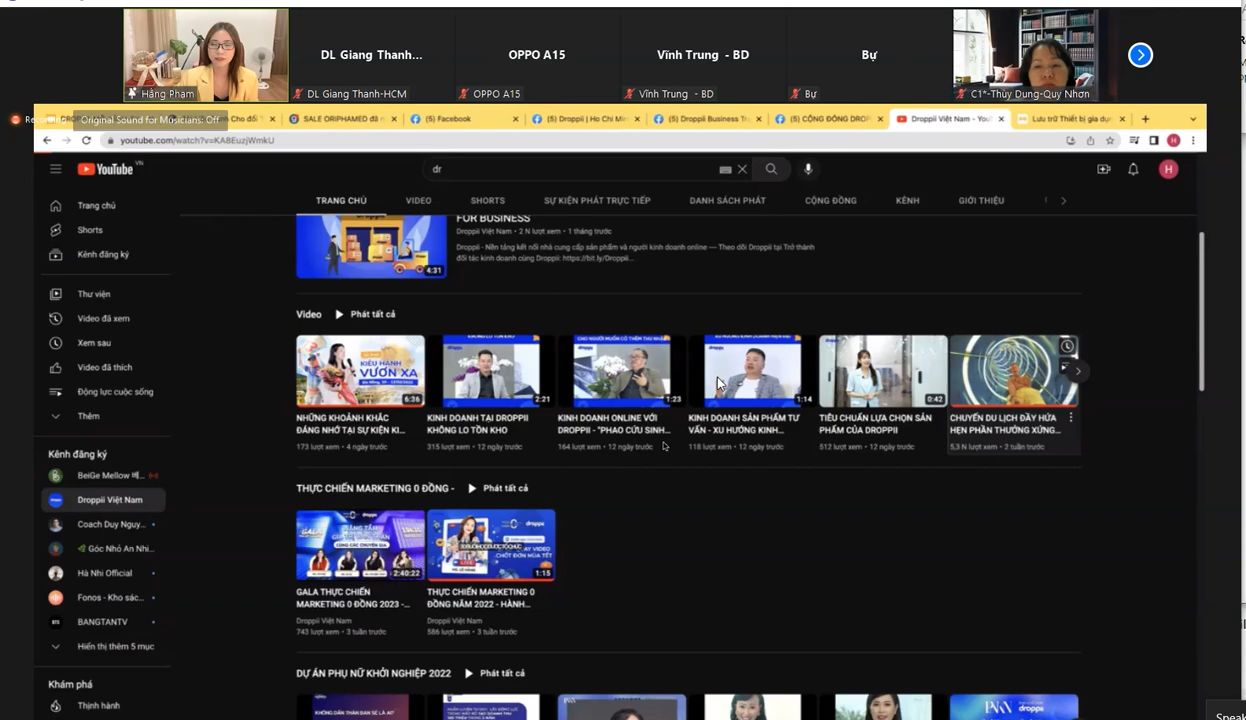 DL Giang Thanh...
OPPO A15
Vĩnh Trung - BD
Bự
Hằng Phạm
DL Giang Thanh-HCM
OPPO A15
Vĩnh Trung - BD
Bự
C1*-Thùy Dung-Quy Nhơn
Original Sound for Musicians: Off
SALE ORIPHAMED đã n
(5) Facebook
(5) Droppii | Ho Chi Min
(5) Droppii Business Tra
(5) CỘNG ĐỒNG DROP
Droppii Việt Nam - You
Lưu trữ Thiết bị gia dụn
youtube.com/watch?v=KABEuzjWmkU
YouTube VN
dr
H
TRANG CHỦ
VIDEO
SHORTS
SỰ KIỆN PHÁT TRỰC TIẾP
DANH SÁCH PHÁT
CỘNG ĐỒNG
KÊNH
GIỚI THIỆU
Trang chủ
Shorts
Kênh đăng ký
Thư viện
Video đã xem
Xem sau
Video đã thích
Động lực cuộc sống
Thêm
Kênh đăng ký
BeiGe Mellow
Droppii Việt Nam
Coach Duy Nguy...
Góc Nhỏ An Nhi...
Hà Nhi Official
Fonos - Kho sác...
BANGTANTV
Hiển thị thêm 5 mục
Khám phá
Thịnh hành
FOR BUSINESS
Droppii Việt Nam • 2 N lượt xem • 1 tháng trước
Droppii - Nền tảng kết nối nhà cung cấp sản phẩm và người kinh doanh online --- Theo dõi Droppii tại Trở thành
đối tác kinh doanh cùng Droppii: https://bit.ly/Droppii...
4:31
Video
Phát tất cả
KIÊU HÃNH
VƯƠN XA
6:36
2:21
1:23
1:14
0:42
NHỮNG KHOẢNH KHẮC
ĐÁNG NHỚ TẠI SỰ KIỆN KI...
173 lượt xem • 4 ngày trước
KINH DOANH TẠI DROPPII
KHÔNG LO TỒN KHO
315 lượt xem • 12 ngày trước
KINH DOANH ONLINE VỚI
DROPPII - "PHAO CỨU SINH...
164 lượt xem • 12 ngày trước
KINH DOANH SẢN PHẨM TƯ
VẤN - XU HƯỚNG KINH...
118 lượt xem • 12 ngày trước
TIÊU CHUẨN LỰA CHỌN SẢN
PHẨM CỦA DROPPII
512 lượt xem • 12 ngày trước
CHUYẾN DU LỊCH ĐẦY HỨA
HẸN PHẦN THƯỞNG XỨNG...
5,3 N lượt xem • 2 tuần trước
THỰC CHIẾN MARKETING 0 ĐỒNG -
Phát tất cả
2:40:22
1:15
GALA THỰC CHIẾN
MARKETING 0 ĐỒNG 2023 -...
Droppii Việt Nam
743 lượt xem • 3 tuần trước
THỰC CHIẾN MARKETING 0
ĐỒNG NĂM 2022 - HÀNH...
Droppii Việt Nam
586 lượt xem • 3 tuần trước
DỰ ÁN PHỤ NỮ KHỞI NGHIỆP 2022
Phát tất cả